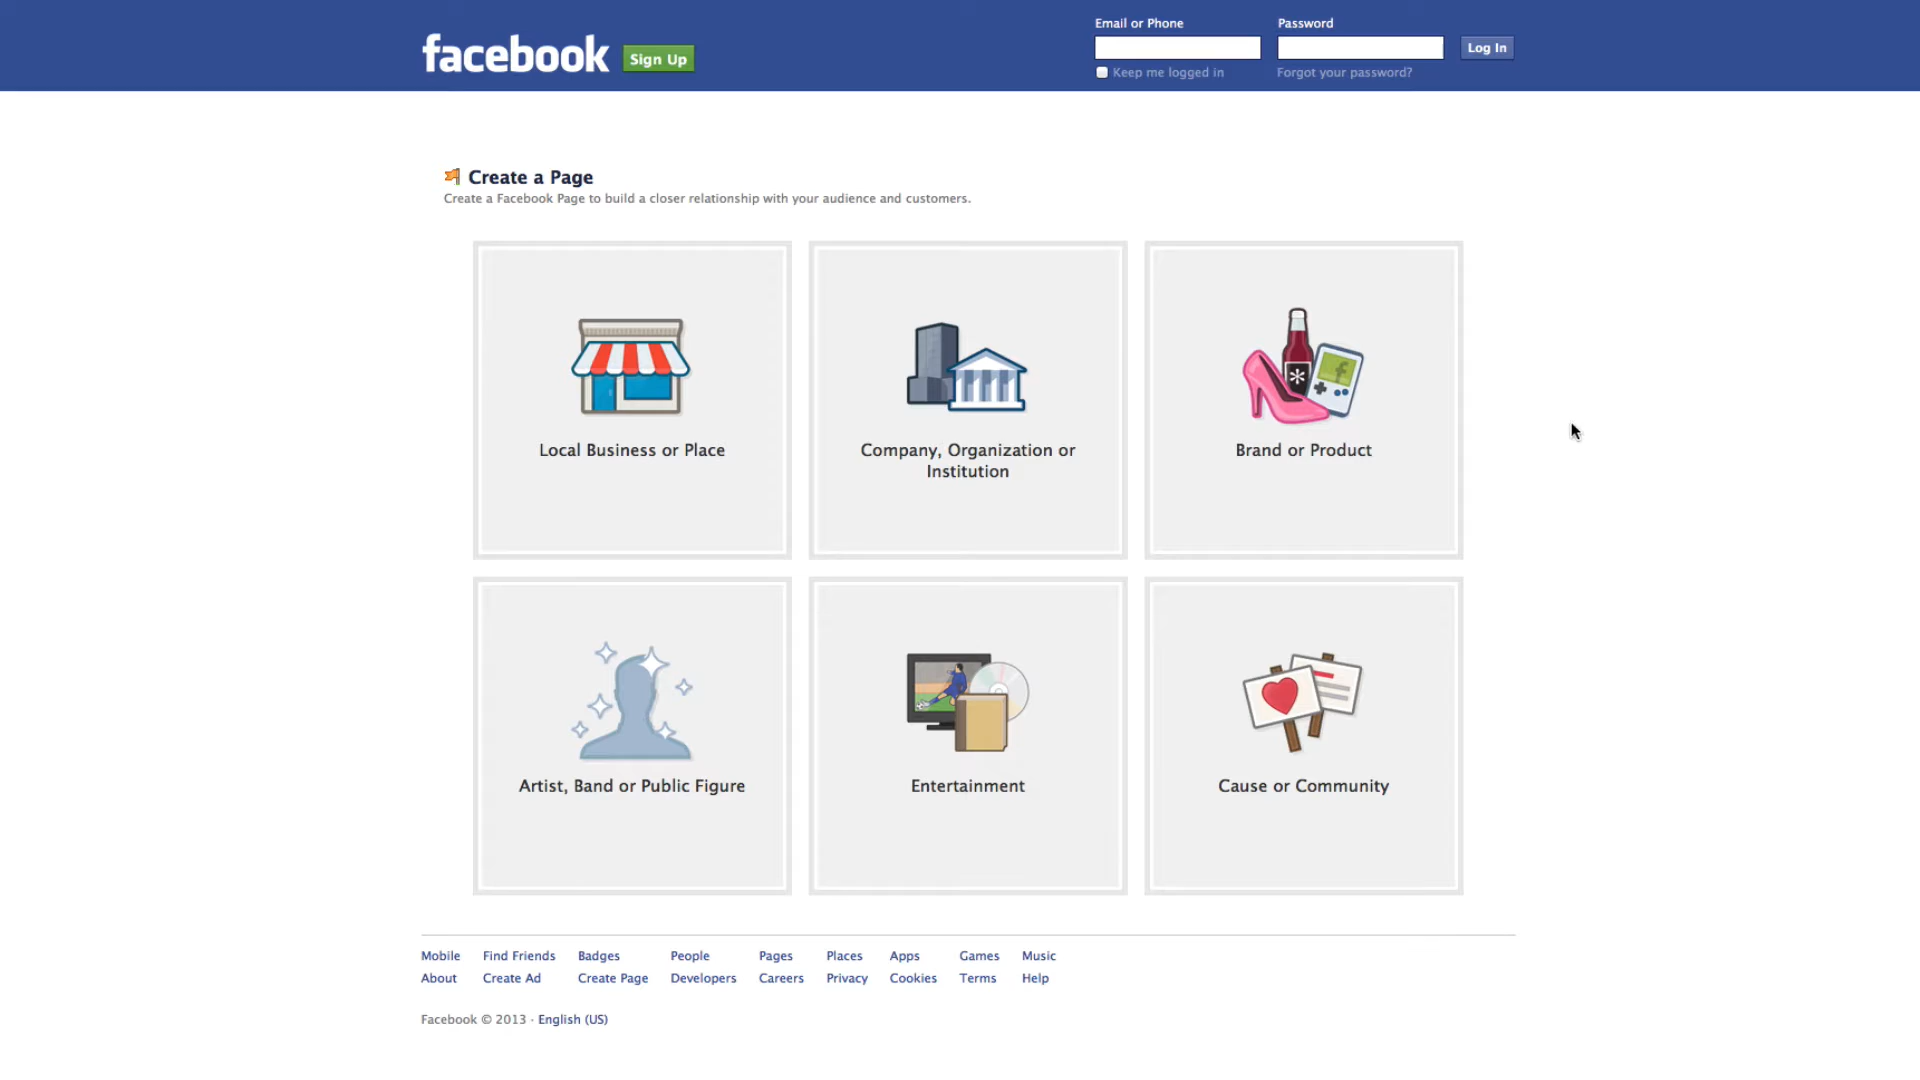 facebook
Sign Up
Email or Phone
Password
Log In
Keep me logged in
Forgot your password?
Create a Page
Create a Facebook Page to build a closer relationship with your audience and customers.
Local Business or Place
Company, Organization or
Institution
Brand or Product
Artist, Band or Public Figure
Entertainment
Cause or Community
Mobile Find Friends Badges People Pages Places Apps Games Music
About Create Ad Create Page Developers Careers Privacy Cookies Terms Help
Facebook © 2013 · English (US)